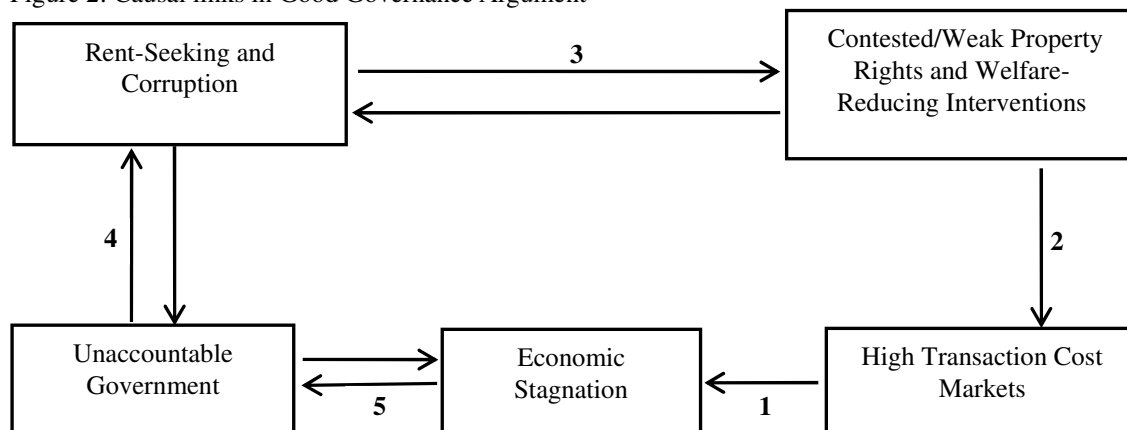 Figure 2: Causal links in Good Governance Argument
Rent-Seeking and
Corruption
3
Contested/Weak Property
Rights and Welfare-
Reducing Interventions
4
2
Unaccountable
Government
5
Economic
Stagnation
1
High Transaction Cost
Markets